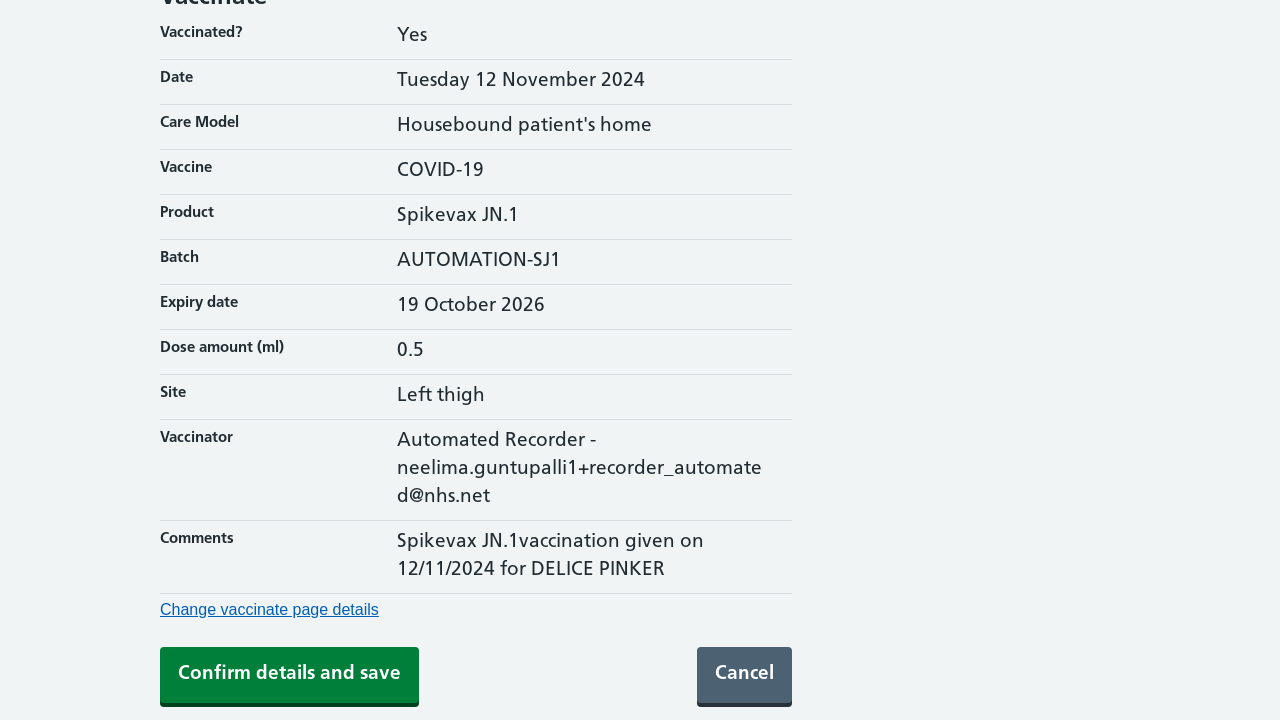 Vaccinate
Vaccinated?
Yes
Date
Tuesday 12 November 2024
Care Model
Housebound patient's home
Vaccine
COVID-19
Product
Spikevax JN.1
Batch
AUTOMATION-SJ1
Expiry date
19 October 2026
Dose amount (ml)
0.5
Site
Left thigh
Vaccinator
Automated Recorder -
neelima.guntupalli1+recorder_automate
d@nhs.net
Comments
Spikevax JN.1vaccination given on
12/11/2024 for DELICE PINKER
Change vaccinate page details
Confirm details and save
Cancel